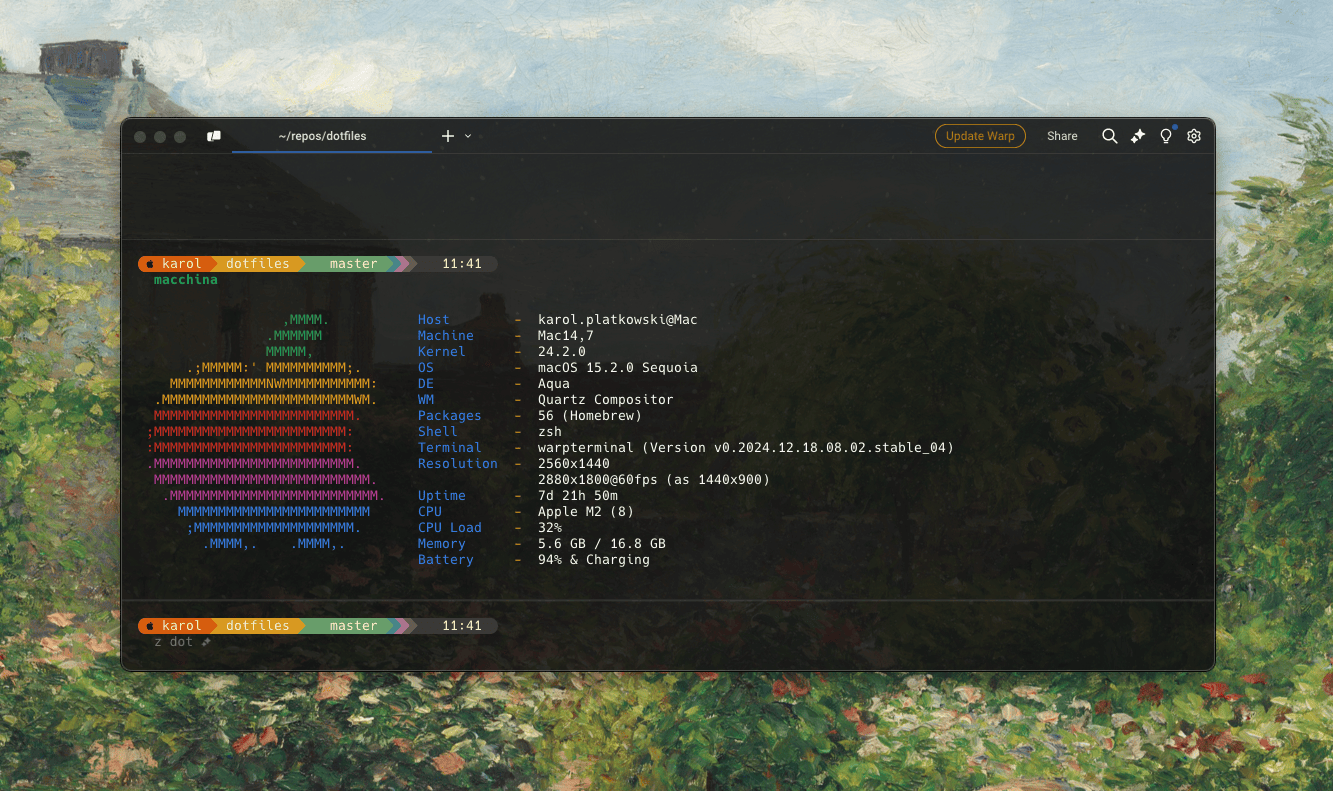 ~/repos/dotfiles
Update Warp
Share
karol dotfiles master 11:41
macchina
,MMMM.
.MMMMMM
MMMMM,
.;MMMMM:' MMMMMMMMMM;.
MMMMMMMMMMMMNWMMMMMMMMMMM:
.MMMMMMMMMMMMMMMMMMMMMMMMWM.
MMMMMMMMMMMMMMMMMMMMMMMMM.
;MMMMMMMMMMMMMMMMMMMMMMMM:
:MMMMMMMMMMMMMMMMMMMMMMMM:
.MMMMMMMMMMMMMMMMMMMMMMMMM.
MMMMMMMMMMMMMMMMMMMMMMMMMMM.
.MMMMMMMMMMMMMMMMMMMMMMMMMM.
MMMMMMMMMMMMMMMMMMMMMMMM
;MMMMMMMMMMMMMMMMMMMM.
.MMMM,. .MMMM,.
Host - karol.platkowski@Mac
Machine - Mac14,7
Kernel - 24.2.0
OS - macOS 15.2.0 Sequoia
DE - Aqua
WM - Quartz Compositor
Packages - 56 (Homebrew)
Shell - zsh
Terminal - warpterminal (Version v0.2024.12.18.08.02.stable_04)
Resolution - 2560x1440
2880x1800@60fps (as 1440x900)
Uptime - 7d 21h 50m
CPU - Apple M2 (8)
CPU Load - 32%
Memory - 5.6 GB / 16.8 GB
Battery - 94% & Charging
karol dotfiles master 11:41
z dot